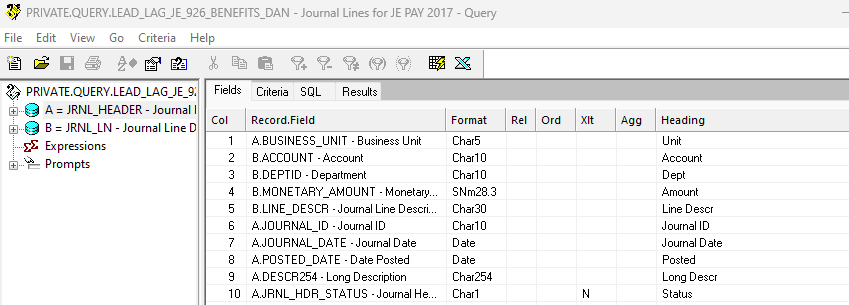 PRIVATE.QUERY.LEAD_LAG_JE_926_BENEFITS_DAN - Journal Lines for JE PAY 2017 - Query
File Edit View Go Criteria Help
PRIVATE.QUERY.LEAD_LAG_JE_92
A = JRNL_HEADER - Journal
B = JRNL_LN - Journal Line D
Expressions
Prompts
Fields Criteria SQL Results
Col Record.Field Format Rel Ord Xlt Agg Heading
1 A.BUSINESS_UNIT - Business Unit Char5 Unit
2 B.ACCOUNT - Account Char10 Account
3 B.DEPTID - Department Char10 Dept
4 B.MONETARY_AMOUNT - Monetary... SNm28.3 Amount
5 B.LINE_DESCR - Journal Line Descri... Char30 Line Descr
6 A.JOURNAL_ID - Journal ID Char10 Journal ID
7 A.JOURNAL_DATE - Journal Date Date Journal Date
8 A.POSTED_DATE - Date Posted Date Posted
9 A.DESCR254 - Long Description Char254 Long Descr
10 A.JRNL_HDR_STATUS - Journal He... Char1 N Status